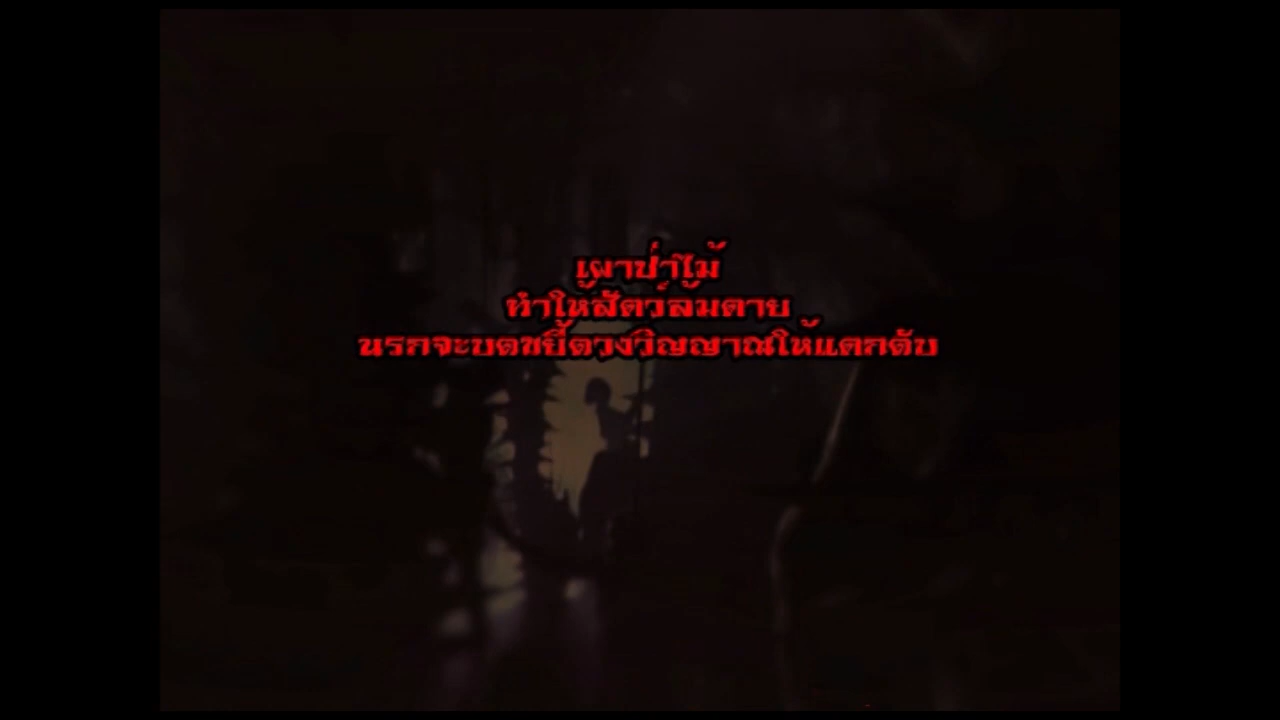 เผาป่าไม้
ทำให้สัตว์ล้มตาย
นรกจะบดขยี้ดวงวิญญาณให้แดกดับ